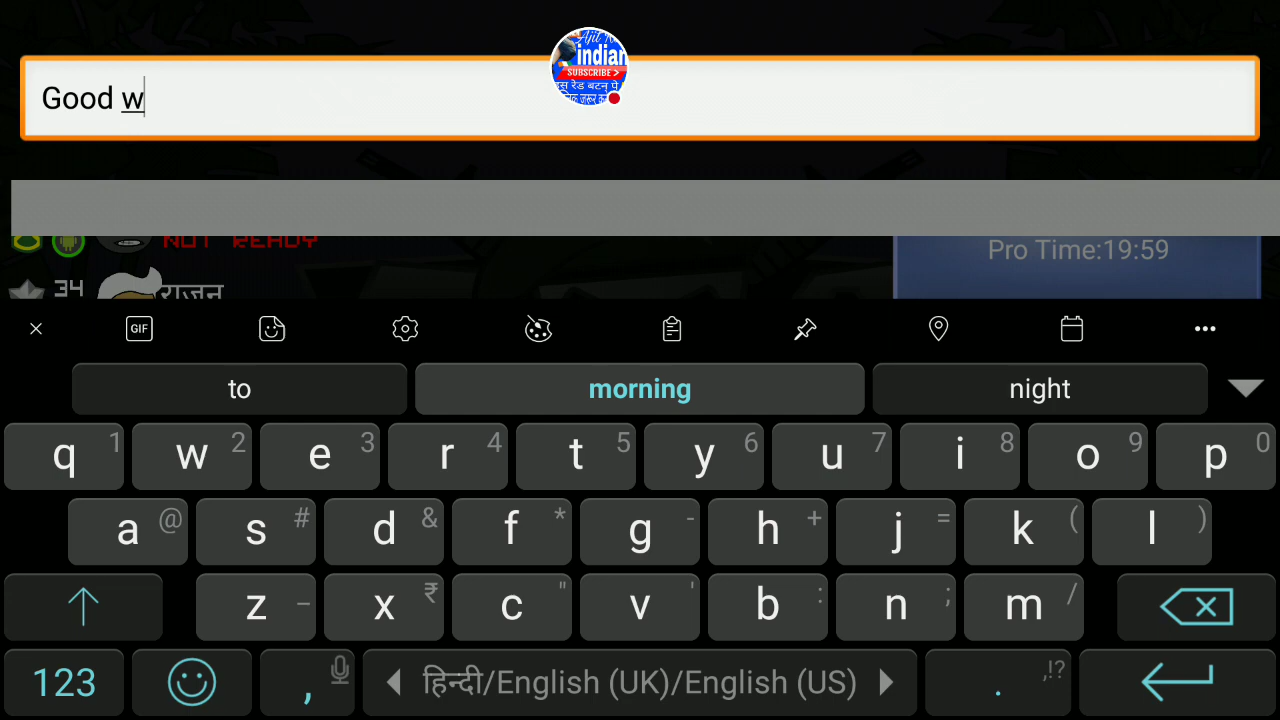 indian
SUBSCRIBE >
Good w
NOT READY
Pro Time:19:59
34
राजन
GIF
to
morning
night
q 1 w 2 e 3 r 4 t 5 y 6 u 7 i 8 o 9 p 0
a @ s # d & f * g - h + j = k ( l )
z – x ₹ c " v ' b : n ; m /
123 , हिन्दी/English (UK)/English (US) . ,!?